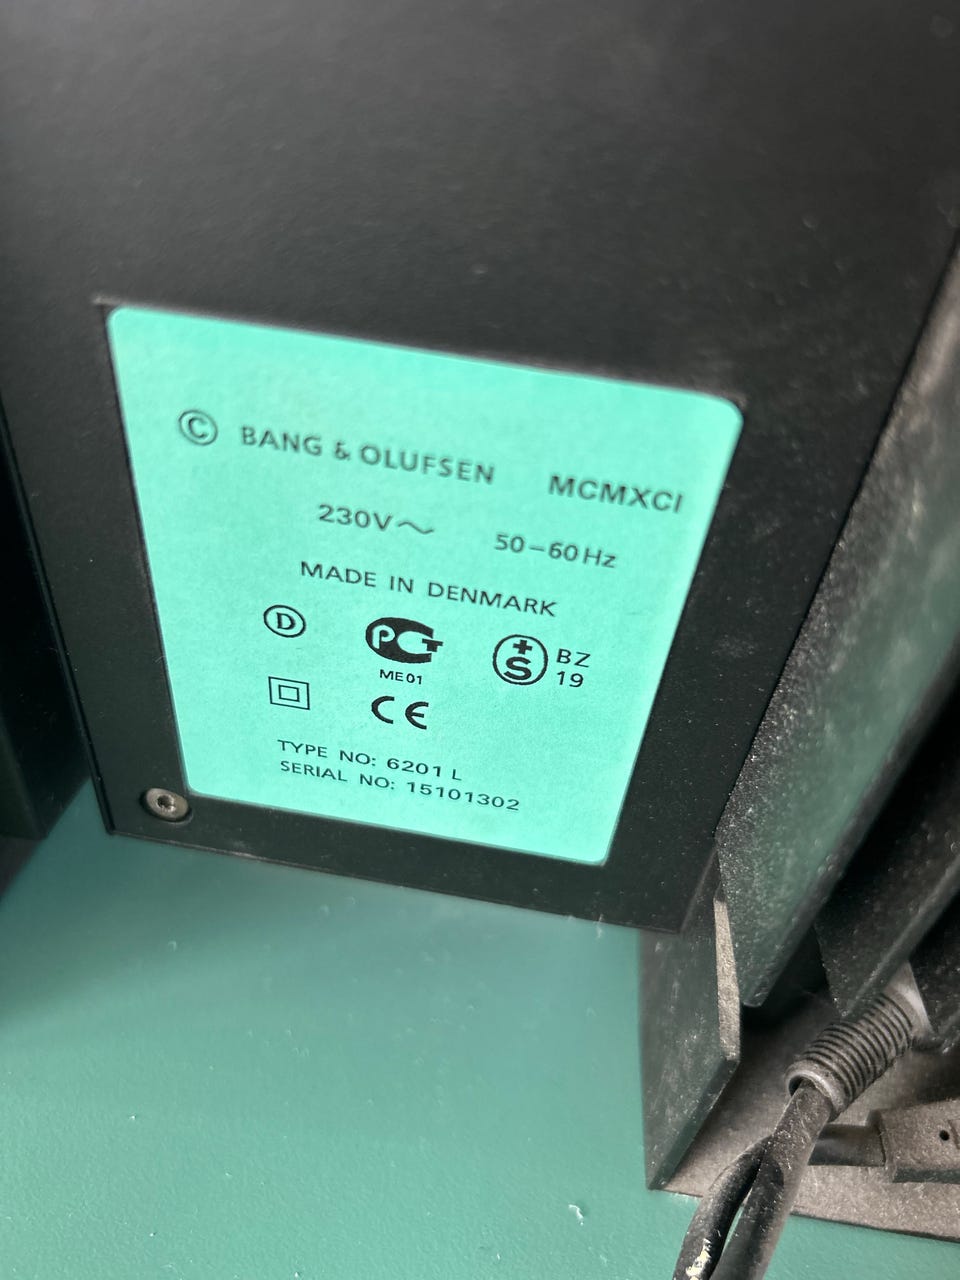 © BANG & OLUFSEN MCMXCI
230V~ 50–60Hz
MADE IN DENMARK
D PCT +S BZ 19
ME01
CE
TYPE NO: 6201 L
SERIAL NO: 15101302